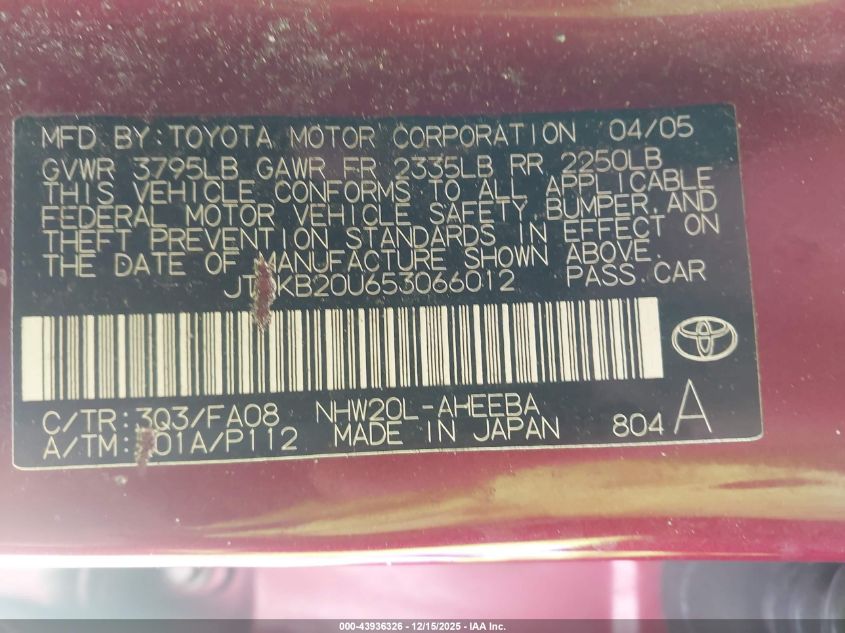 MFD BY: TOYOTA MOTOR CORPORATION 04/05
GVWR 3795LB GAWR FR 2335LB RR 2250LB
THIS VEHICLE CONFORMS TO ALL APPLICABLE
FEDERAL MOTOR VEHICLE SAFETY, BUMPER, AND
THEFT PREVENTION STANDARDS IN EFFECT ON
THE DATE OF MANUFACTURE SHOWN ABOVE.
PASS. CAR
C/TR: 3Q3/FA08 NHW20L-AHEEBA
A/TM: MADE IN JAPAN 804 A
000-43936326 - 12/15/2025 - IAA Inc.